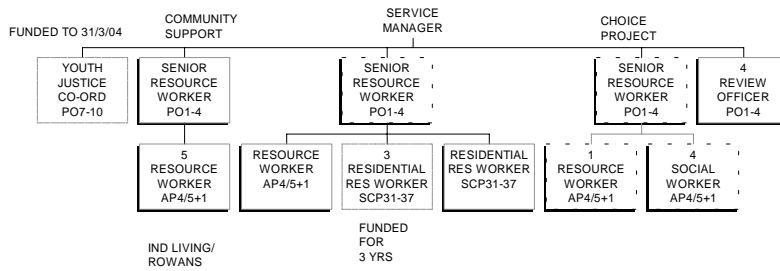 FUNDED TO 31/3/04
COMMUNITY
SUPPORT
SERVICE
MANAGER
CHOICE
PROJECT
YOUTH
JUSTICE
CO-ORD
PO7-10
SENIOR
RESOURCE
WORKER
PO1-4
SENIOR
RESOURCE
WORKER
PO1-4
SENIOR
RESOURCE
WORKER
PO1-4
4
REVIEW
OFFICER
PO1-4
5
RESOURCE
WORKER
AP4/5+1
RESOURCE
WORKER
AP4/5+1
3
RESIDENTIAL
RES WORKER
SCP31-37
RESIDENTIAL
RES WORKER
SCP31-37
1
RESOURCE
WORKER
AP4/5+1
4
SOCIAL
WORKER
AP4/5+1
IND LIVING/
ROWANS
FUNDED
FOR
3 YRS